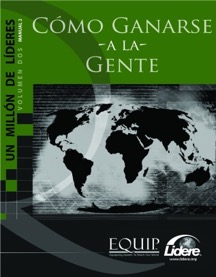 CÓMO GANARSE
-A LA-
GENTE
UN MILLÓN DE LÍDERES
VOLUMEN DOS MANUAL 2
EQUIP
Lidere
www.lidere.org